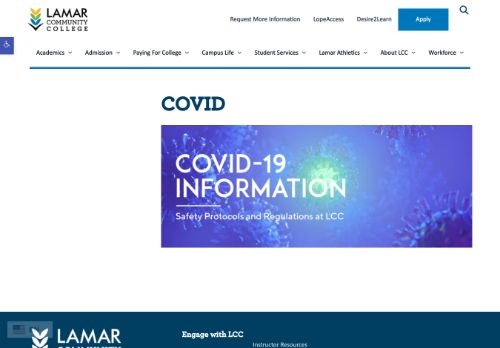 LAMAR
COMMUNITY
COLLEGE
Request More Information LopeAccess Desire2Learn Apply
Academics Admission Paying For College Campus Life Student Services Lamar Athletics About LCC Workforce
COVID
COVID-19
INFORMATION
Safety Protocols and Regulations at LCC
LAMAR
Engage with LCC
EN
Instructor Resources